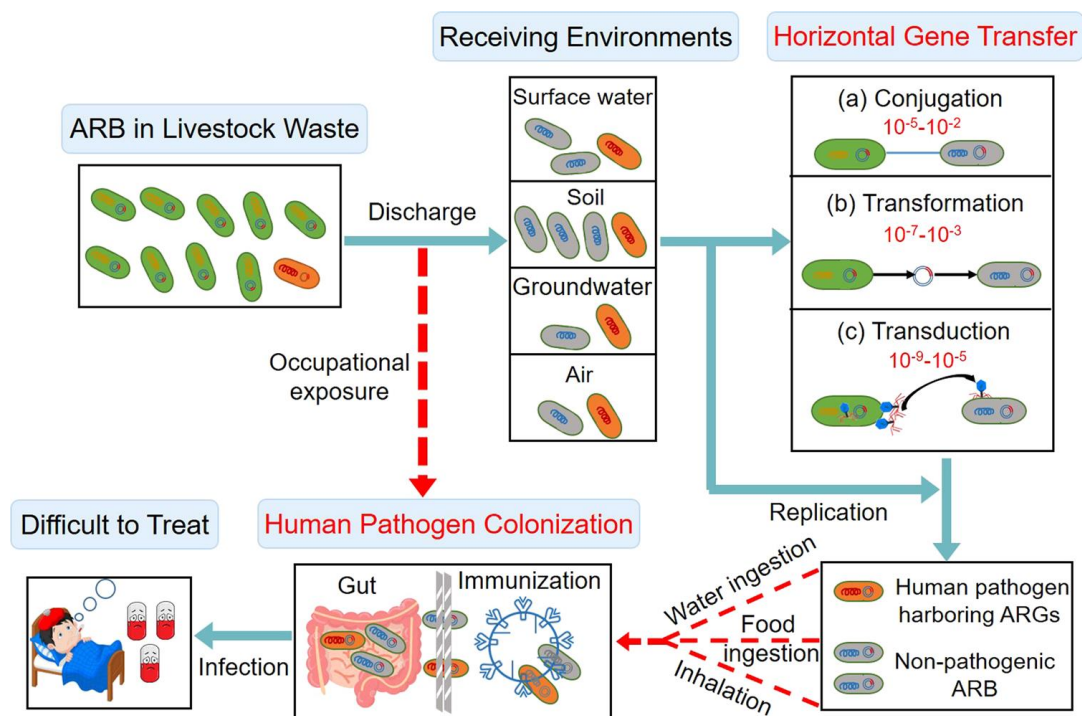 Receiving Environments
Horizontal Gene Transfer
ARB in Livestock Waste
Discharge
Occupational
exposure
Surface water
Soil
Groundwater
Air
(a) Conjugation
10⁻⁵-10⁻²
(b) Transformation
10⁻⁷-10⁻³
(c) Transduction
10⁻⁹-10⁻⁵
Replication
Difficult to Treat
Human Pathogen Colonization
Infection
Gut
Immunization
Water ingestion
Food
ingestion
Inhalation
Human pathogen
harboring ARGs
Non-pathogenic
ARB